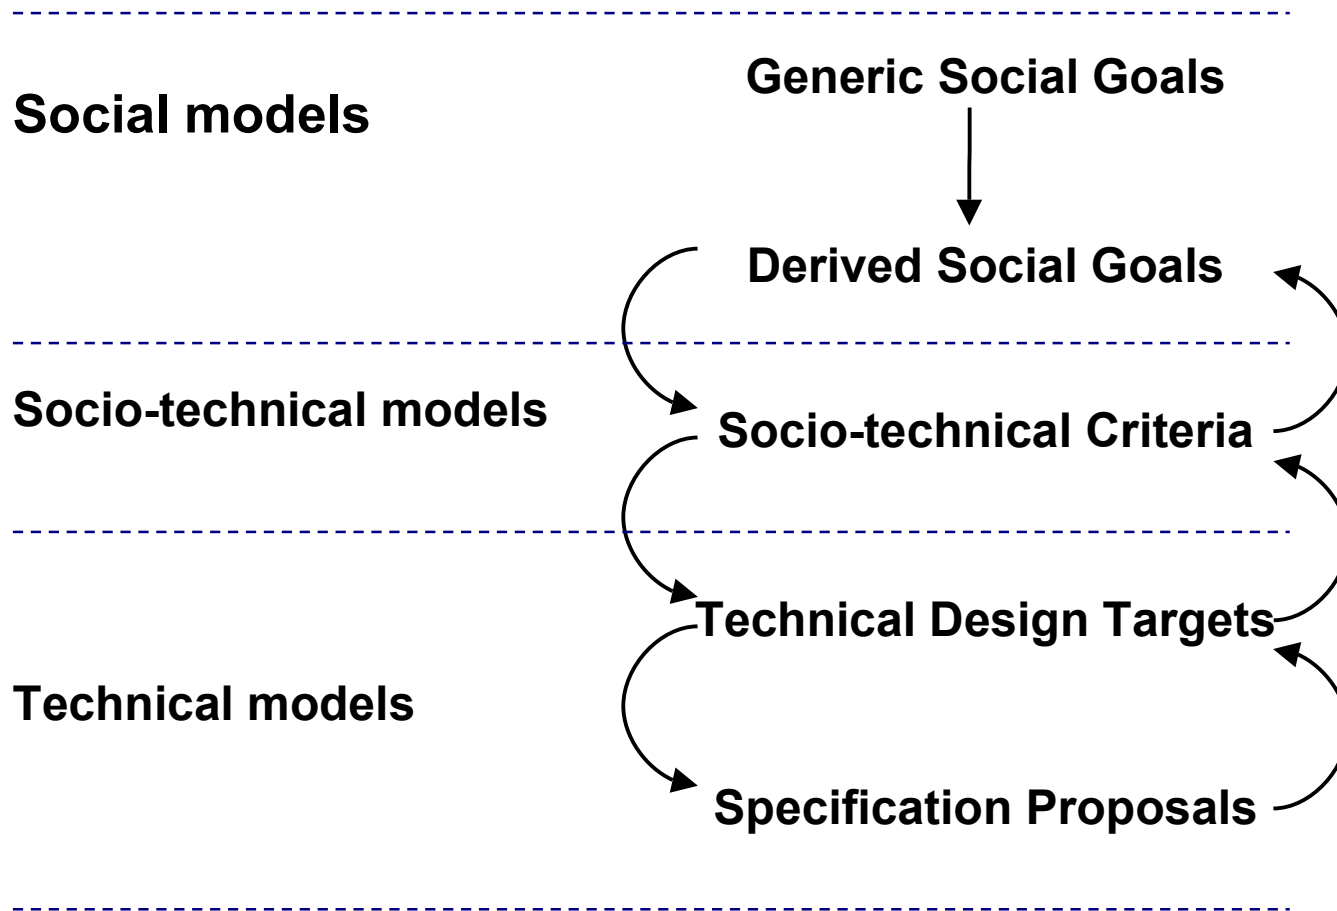 Generic Social Goals
Social models
Derived Social Goals
Socio-technical models
Socio-technical Criteria
Technical Design Targets
Technical models
Specification Proposals